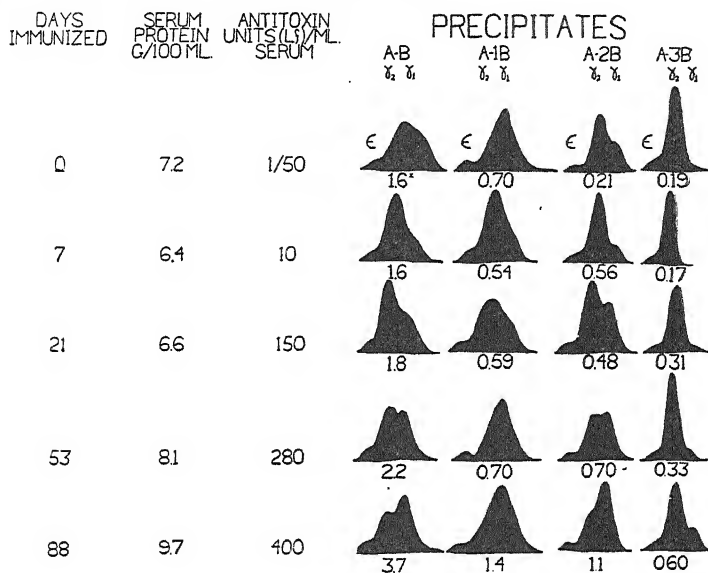 DAYS IMMUNIZED
SERUM PROTEIN G/100 ML.
ANTITOXIN UNITS (Lf)/ML. SERUM
PRECIPITATES
A-B A-1B A-2B A-3B
γ₂ γ₁ γ₂ γ₁ γ₂ γ₁ γ₂ γ₁
ϵ ϵ ϵ ϵ
0 7.2 1/50
1.6ˣ 0.70 0.21 0.19
7 6.4 10
1.6 0.54 0.56 0.17
21 6.6 150
1.8 0.59 0.48 0.31
53 8.1 280
2.2 0.70 0.70 0.33
88 9.7 400
3.7 1.4 1.1 0.60